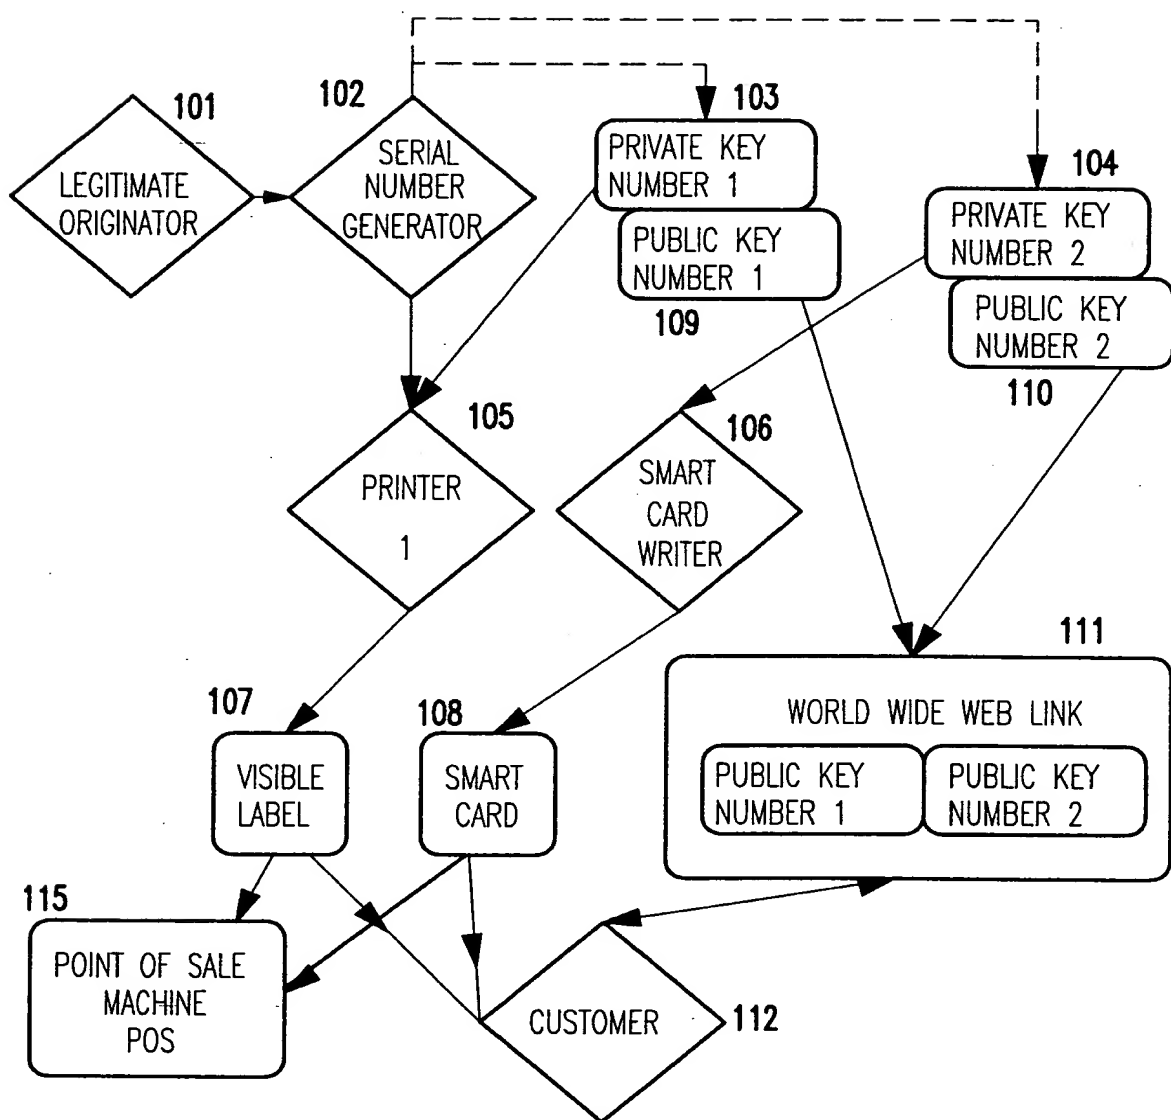 101
LEGITIMATE
ORIGINATOR
102
SERIAL
NUMBER
GENERATOR
103
PRIVATE KEY
NUMBER 1
PUBLIC KEY
NUMBER 1
109
104
PRIVATE KEY
NUMBER 2
PUBLIC KEY
NUMBER 2
110
105
PRINTER
1
106
SMART
CARD
WRITER
107
VISIBLE
LABEL
108
SMART
CARD
111
WORLD WIDE WEB LINK
PUBLIC KEY
NUMBER 1
PUBLIC KEY
NUMBER 2
115
POINT OF SALE
MACHINE
POS
CUSTOMER
112